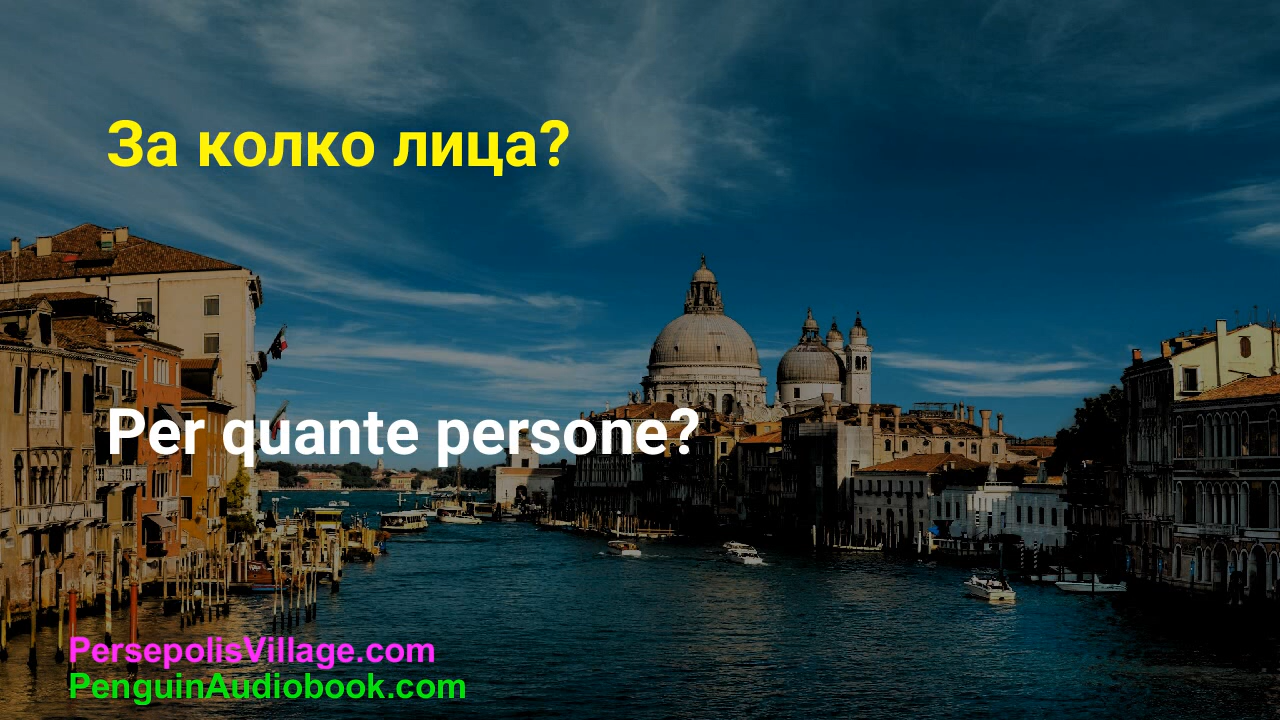 За колко лица?
Per quante persone?
PersepolisVillage.com
PenguinAudiobook.com